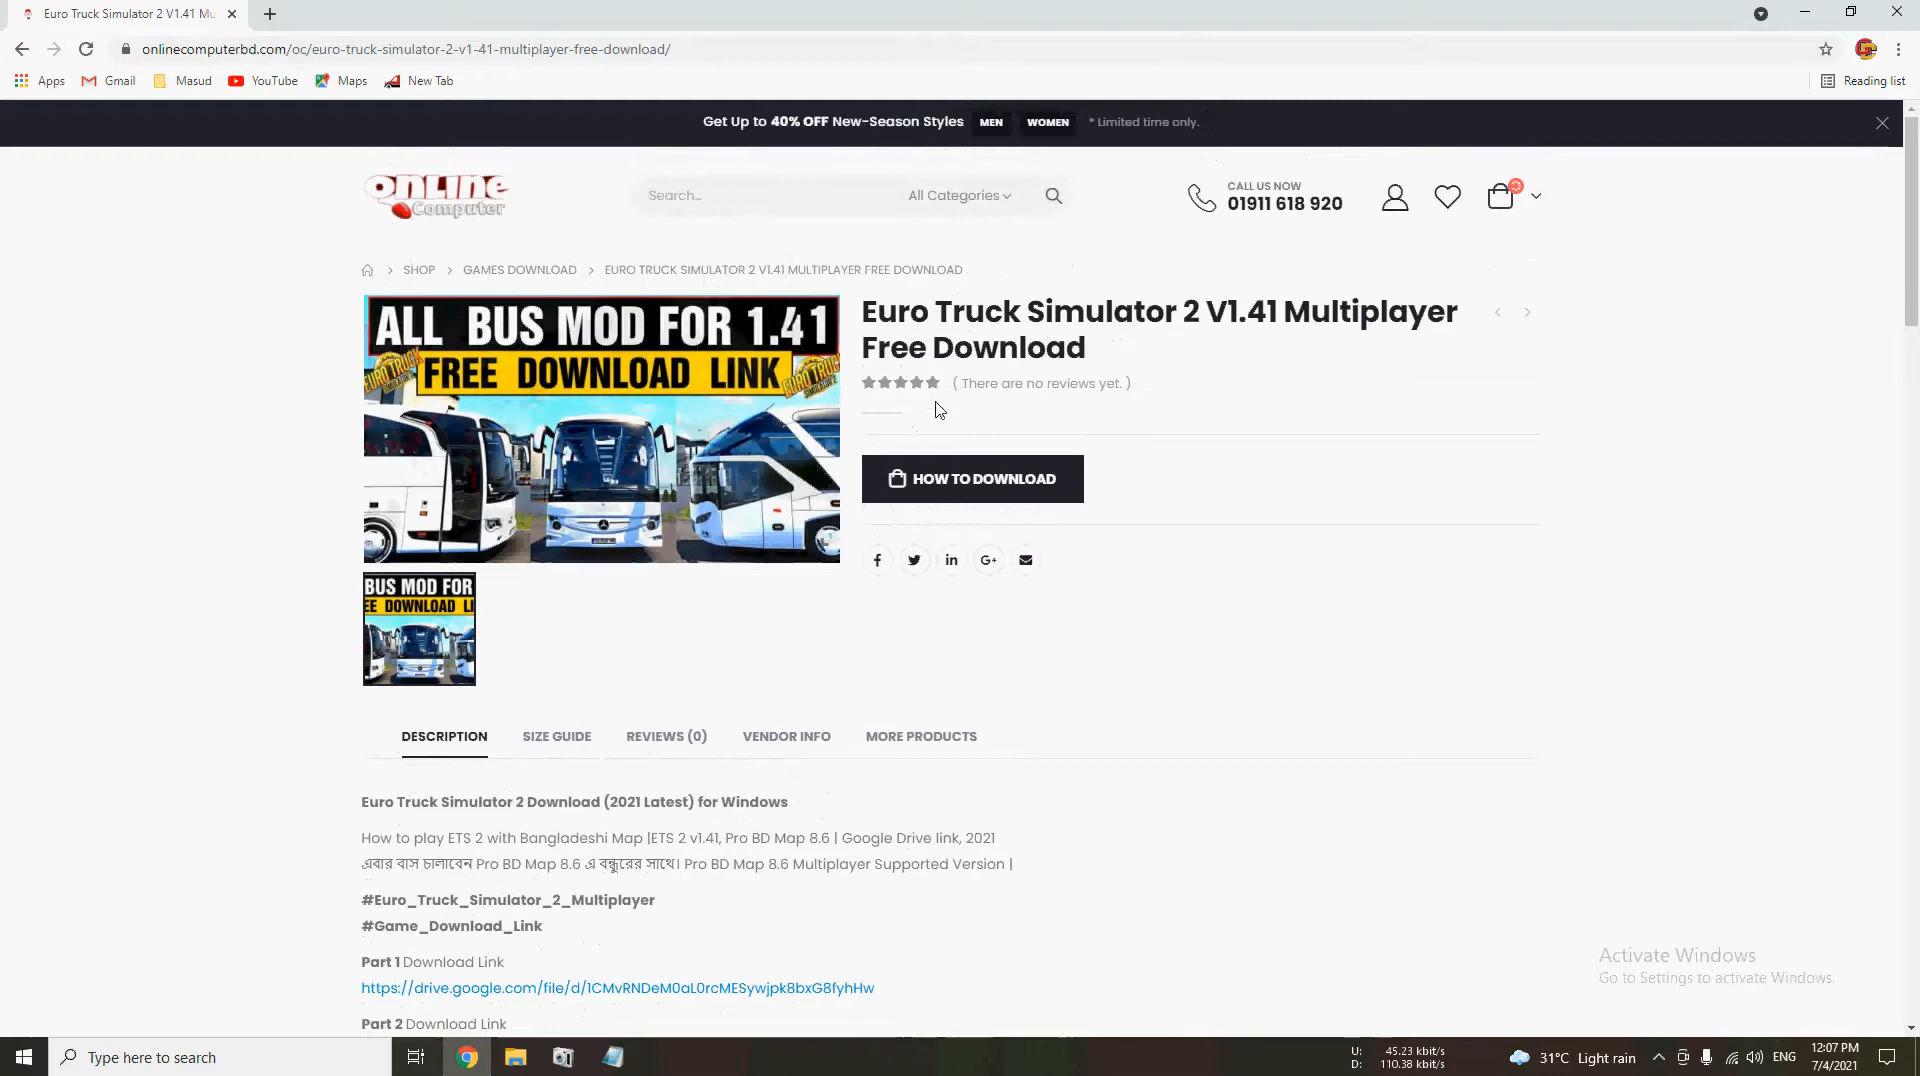 Euro Truck Simulator 2 V1.41 Mu
onlinecomputerbd.com/oc/euro-truck-simulator-2-v1-41-multiplayer-free-download/
Apps Gmail Masud YouTube Maps New Tab Reading list
Get Up to 40% OFF New-Season Styles MEN WOMEN * Limited time only.
ONLINE
Computer
Search... All Categories
CALL US NOW
01911 618 920
SHOP > GAMES DOWNLOAD > EURO TRUCK SIMULATOR 2 V1.41 MULTIPLAYER FREE DOWNLOAD
ALL BUS MOD FOR 1.41
FREE DOWNLOAD LINK
EURO TRUCK
Euro Truck Simulator 2 V1.41 Multiplayer
Free Download
( There are no reviews yet. )
HOW TO DOWNLOAD
BUS MOD FOR
EE DOWNLOAD LI
DESCRIPTION SIZE GUIDE REVIEWS (0) VENDOR INFO MORE PRODUCTS
Euro Truck Simulator 2 Download (2021 Latest) for Windows
How to play ETS 2 with Bangladeshi Map |ETS 2 v1.41, Pro BD Map 8.6 | Google Drive link, 2021
এবার বাস চালাবেন Pro BD Map 8.6 এ বন্ধুরের সাথে। Pro BD Map 8.6 Multiplayer Supported Version |
#Euro_Truck_Simulator_2_Multiplayer
#Game_Download_Link
Part 1 Download Link
https://drive.google.com/file/d/1CMvRNDeM0aL0rcMESywjpk8bxG8fyhHw
Part 2 Download Link
Activate Windows
Go to Settings to activate Windows.
Type here to search
U: 45.23 kbit/s
D: 110.38 kbit/s
31°C Light rain
ENG
12:07 PM
7/4/2021